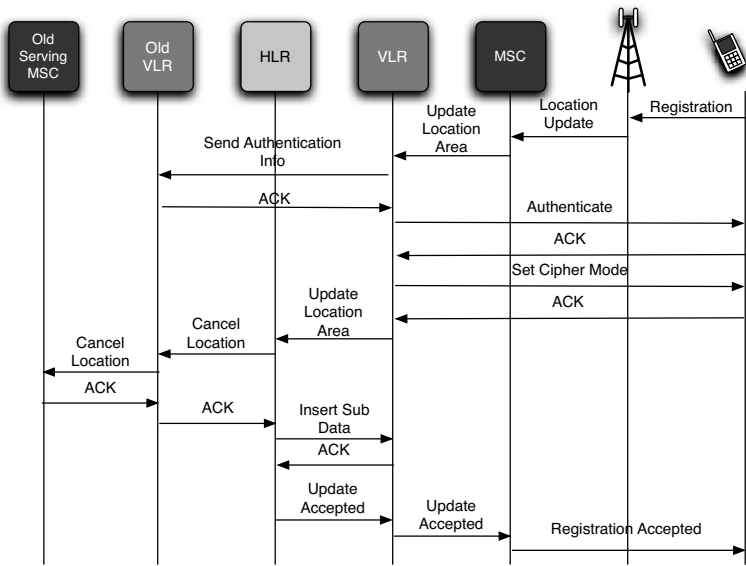 Old
Serving
MSC
Old
VLR
HLR
VLR
MSC
Registration
Location
Update
Update
Location
Area
Send Authentication
Info
ACK
Authenticate
ACK
Set Cipher Mode
ACK
Update
Location
Area
Cancel
Location
Cancel
Location
ACK
ACK
Insert Sub
Data
ACK
Update
Accepted
Update
Accepted
Registration Accepted